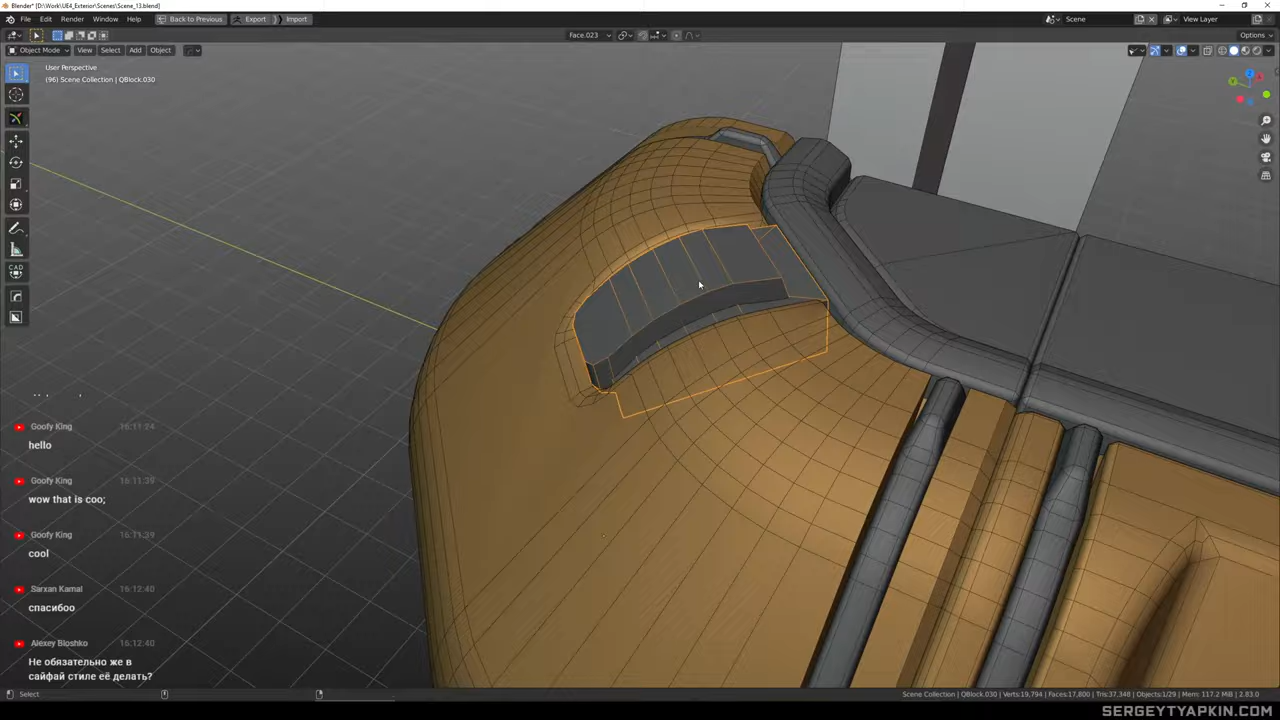 Blender* [D:\Work\UE4_Exterior\Scenes\Scene_13.blend]
File Edit Render Window Help Back to Previous Export Import Scene View Layer
Face.023 Options
Object Mode View Select Add Object
User Perspective
(96) Scene Collection | QBlock.030
CAD
Goofy King 16:11:24
hello
Goofy King 16:11:39
wow that is coo;
Goofy King 16:11:39
cool
Sarxan Kamal 16:12:40
спасибоо
Alexey Bloshko 16:12:40
Не обязательно же в
сайфай стиле её делать?
Select
Scene Collection | QBlock.030 | Verts:19,794 | Faces:17,800 | Tris:37,348 | Objects:1/29 | Mem: 117.2 MiB | 2.83.0
SERGEYTYAPKIN.COM